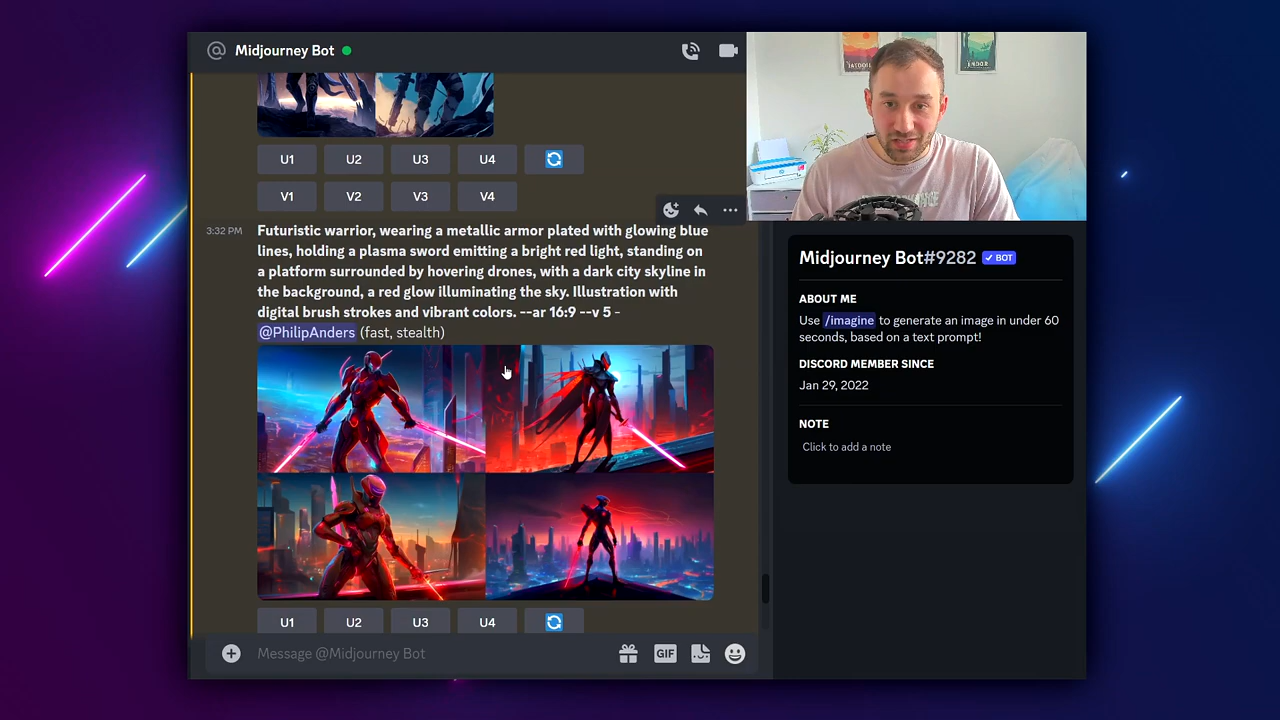 Midjourney Bot
U1 U2 U3 U4
V1 V2 V3 V4
3:32 PM
Futuristic warrior, wearing a metallic armor plated with glowing blue
lines, holding a plasma sword emitting a bright red light, standing on
a platform surrounded by hovering drones, with a dark city skyline in
the background, a red glow illuminating the sky. Illustration with
digital brush strokes and vibrant colors. --ar 16:9 --v 5 -
@PhilipAnders (fast, stealth)
U1 U2 U3 U4
Message @Midjourney Bot
GIF
Midjourney Bot#9282 ✓ BOT
ABOUT ME
Use /imagine to generate an image in under 60
seconds, based on a text prompt!
DISCORD MEMBER SINCE
Jan 29, 2022
NOTE
Click to add a note